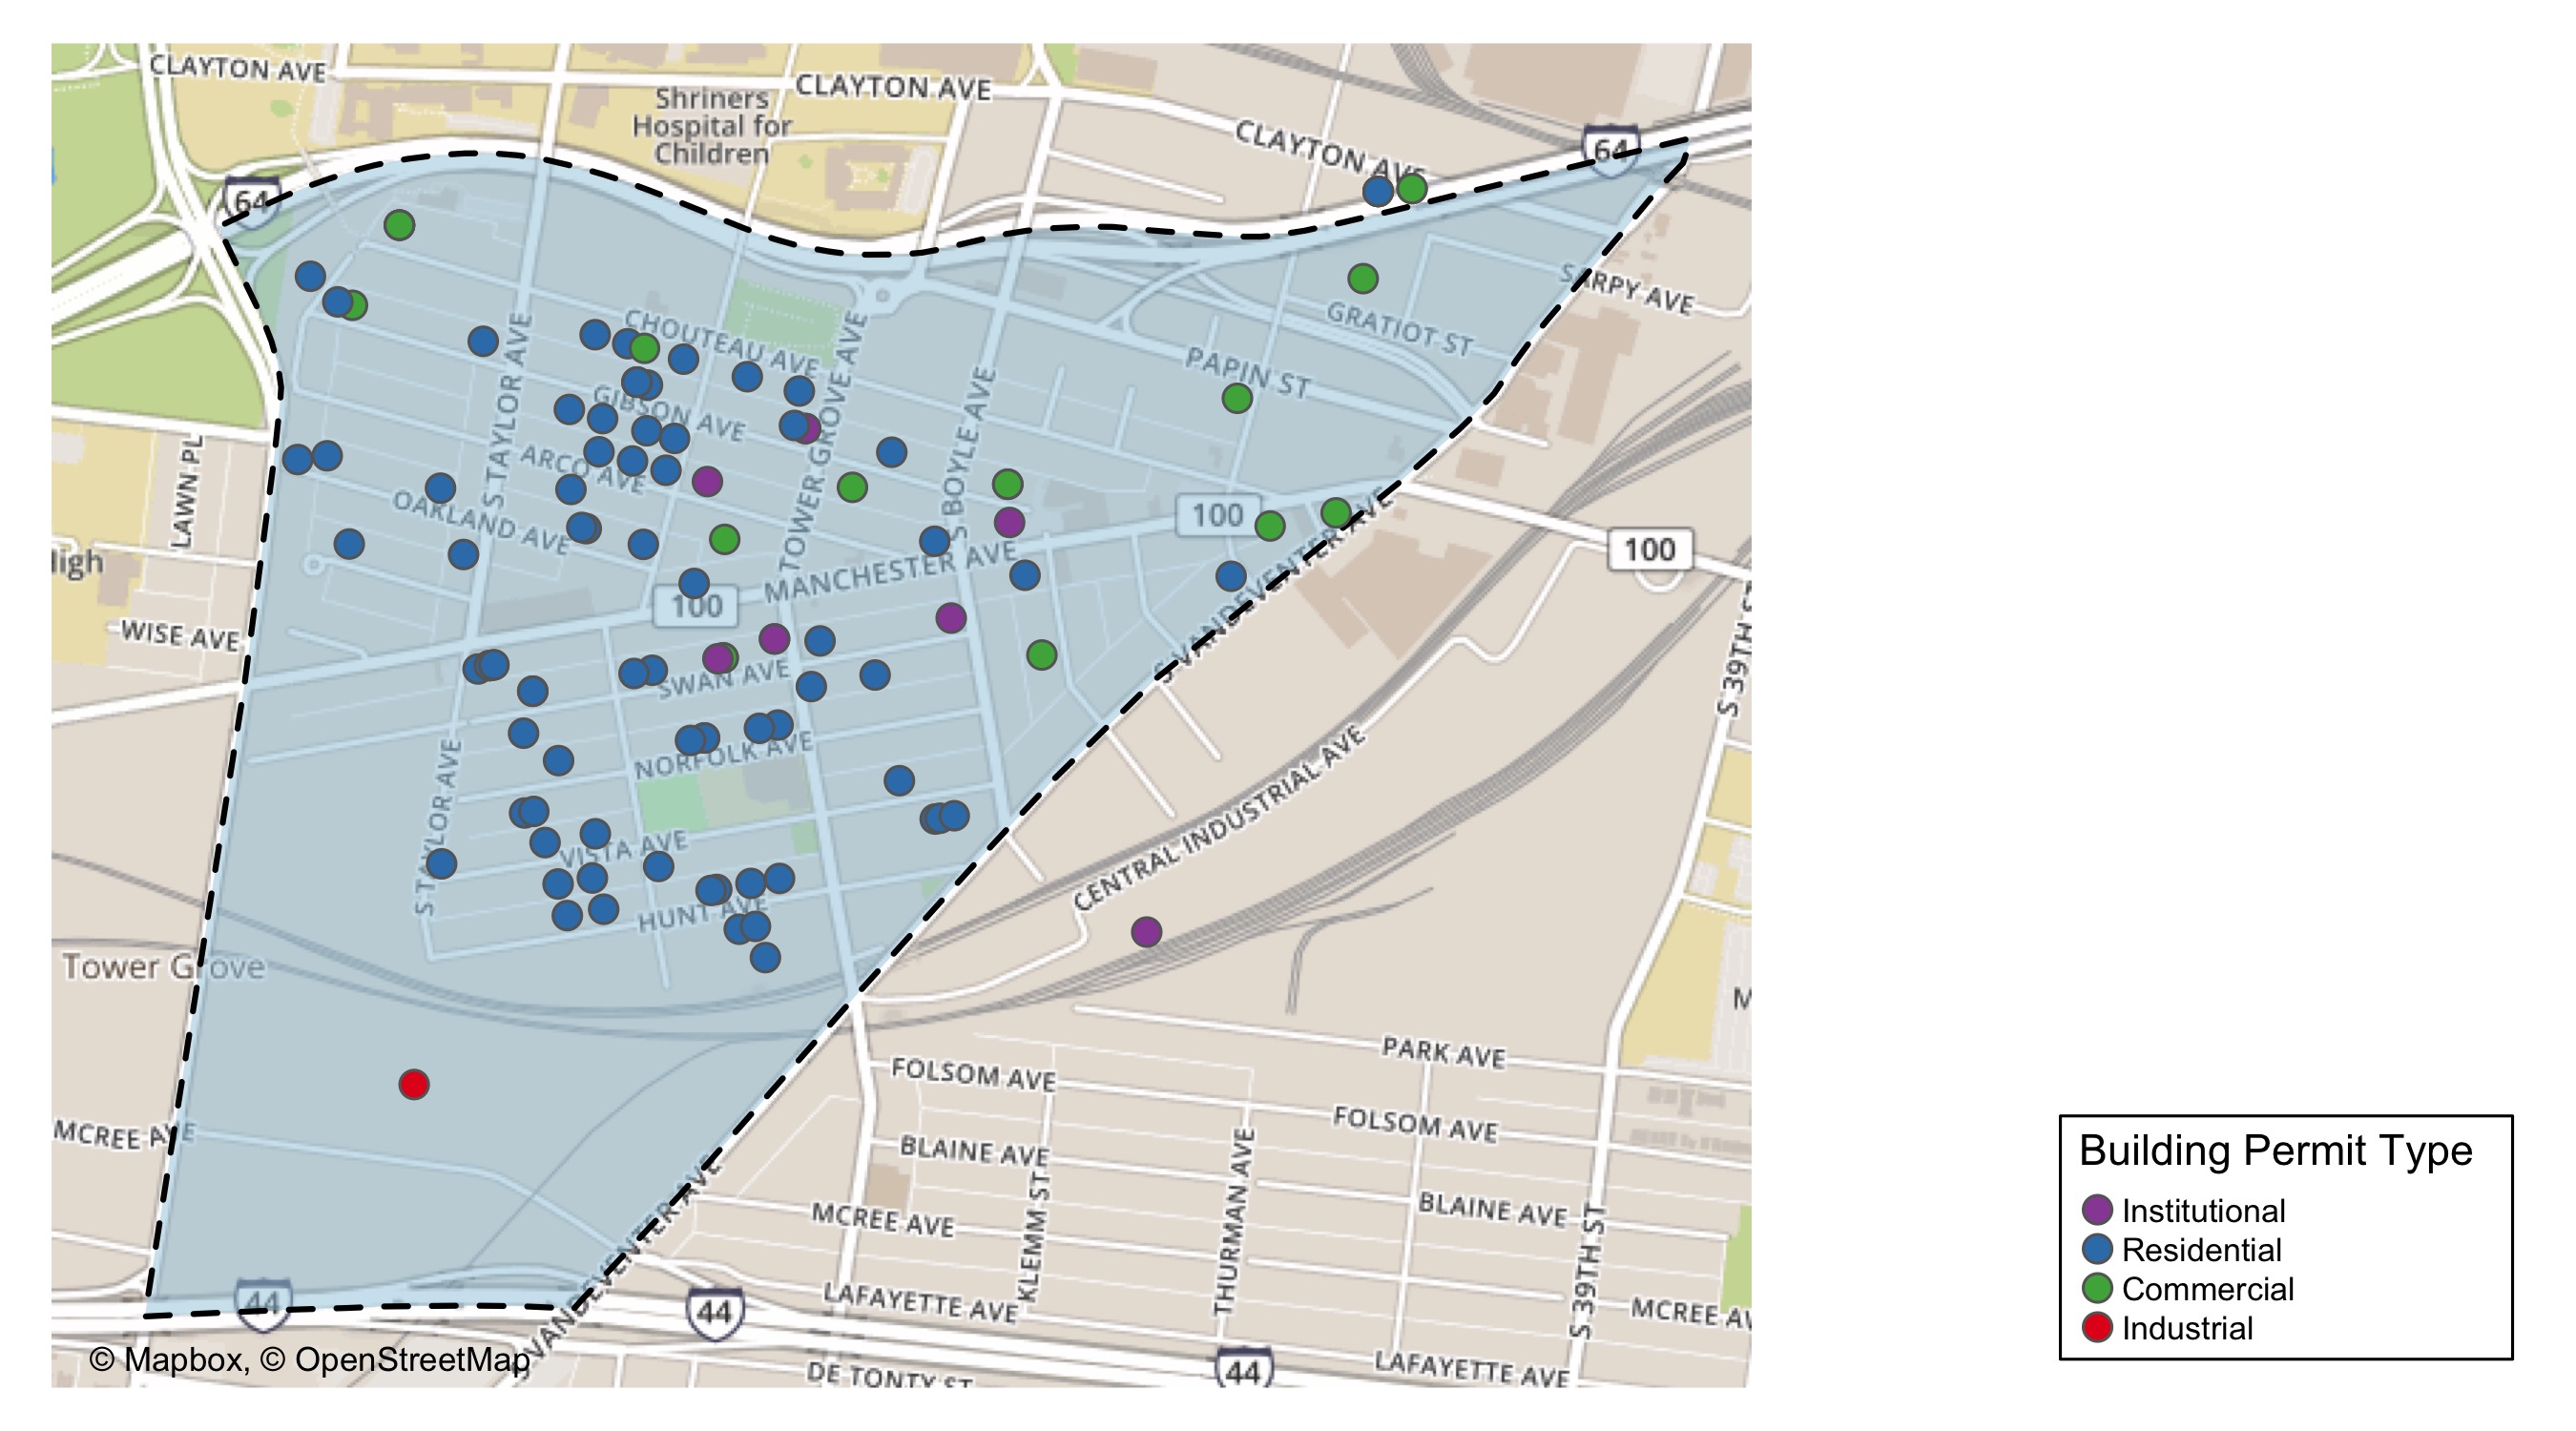 CLAYTON AVE
CLAYTON AVE
Shriners
Hospital for
Children
CLAYTON AVE
64
64
SARPY AVE
GRATIOT ST
CHOUTEAU AVE
PAPIN ST
S TAYLOR AVE
GIBSON AVE
TOWER GROVE AVE
S BOYLE AVE
ARCO AVE
LAWN PL
OAKLAND AVE
100
100
MANCHESTER AVE
100
S VANDEVENTER AVE
WISE AVE
SWAN AVE
S 39TH ST
NORFOLK AVE
S TAYLOR AVE
CENTRAL INDUSTRIAL AVE
VISTA AVE
HUNT AVE
Tower Grove
PARK AVE
FOLSOM AVE
FOLSOM AVE
MCREE AVE
BLAINE AVE
BLAINE AVE
KLEMM ST
THURMAN AVE
S 39TH ST
MCREE AVE
S VANDEVENTER AVE
44
44
LAFAYETTE AVE
MCREE AV
LAFAYETTE AVE
44
DE TONTY ST
© Mapbox, © OpenStreetMap
Building Permit Type
Institutional
Residential
Commercial
Industrial